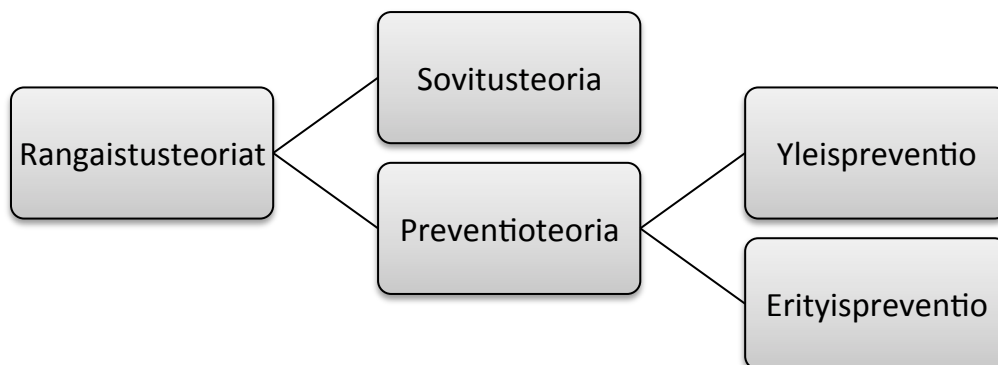 Rangaistusteoriat
Sovitusteoria
Preventioteoria
Yleispreventio
Erityispreventio